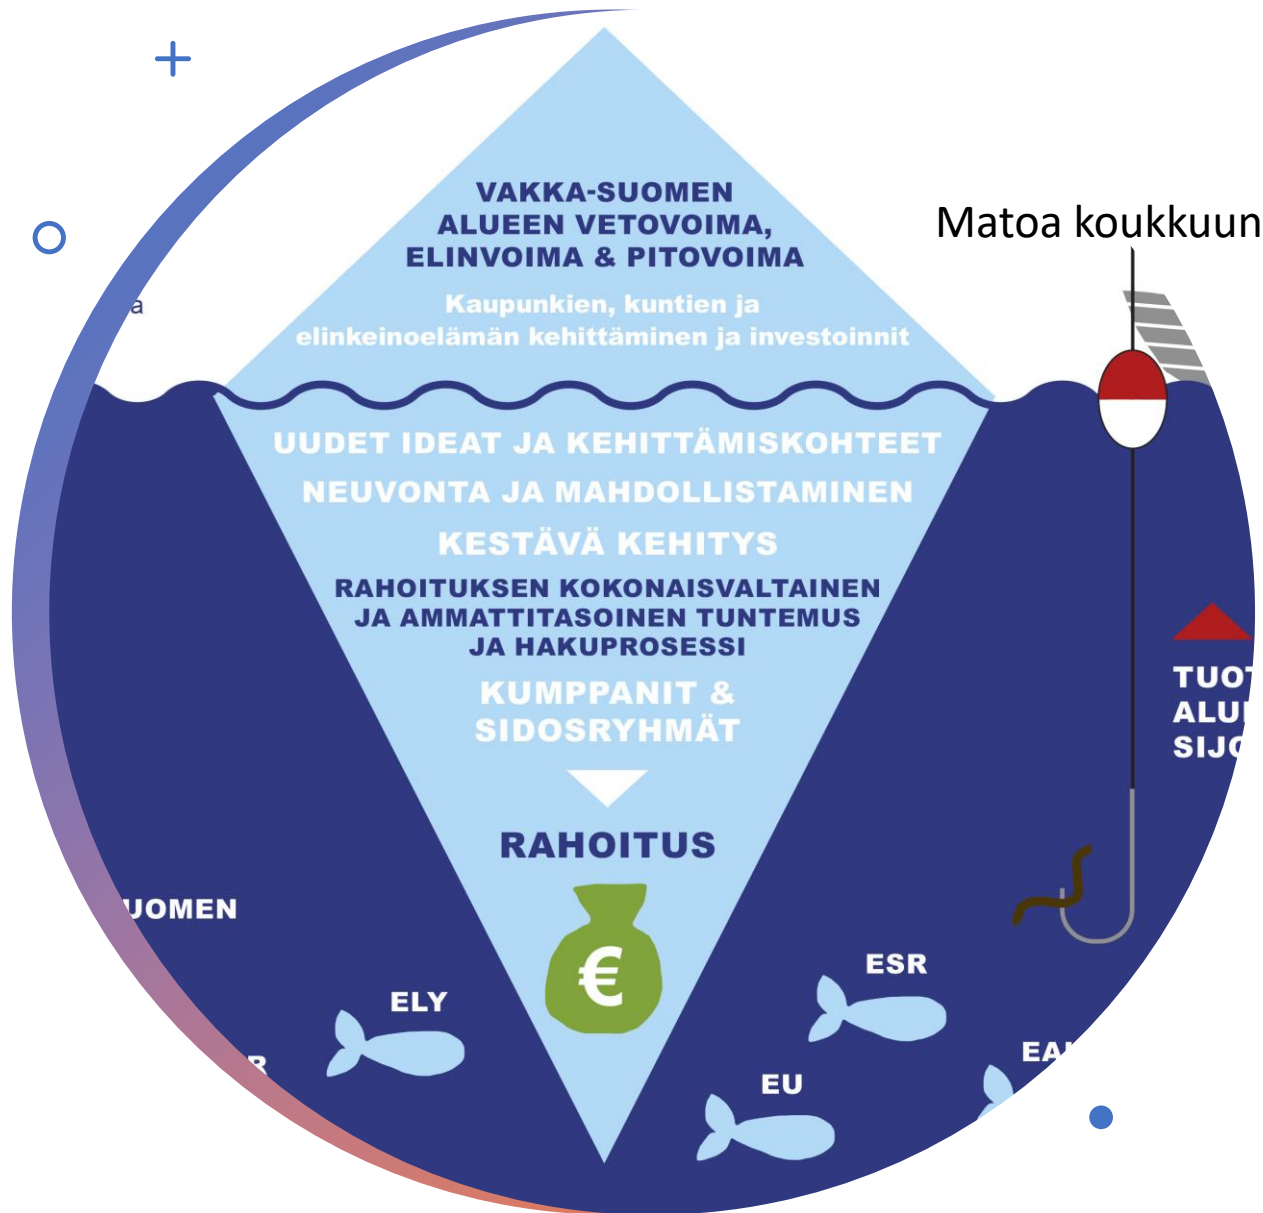 VAKKA-SUOMEN
ALUEEN VETOVOIMA,
ELINVOIMA & PITOVOIMA
Kaupunkien, kuntien ja
elinkeinoelämän kehittäminen ja investoinnit
Matoa koukkuun
UUDET IDEAT JA KEHITTÄMISKOHTEET
NEUVONTA JA MAHDOLLISTAMINEN
KESTÄVÄ KEHITYS
RAHOITUKSEN KOKONAISVALTAINEN
JA AMMATTITASOINEN TUNTEMUS
JA HAKUPROSESSI
KUMPPANIT &
SIDOSRYHMÄT
RAHOITUS
€
ELY
ESR
EU